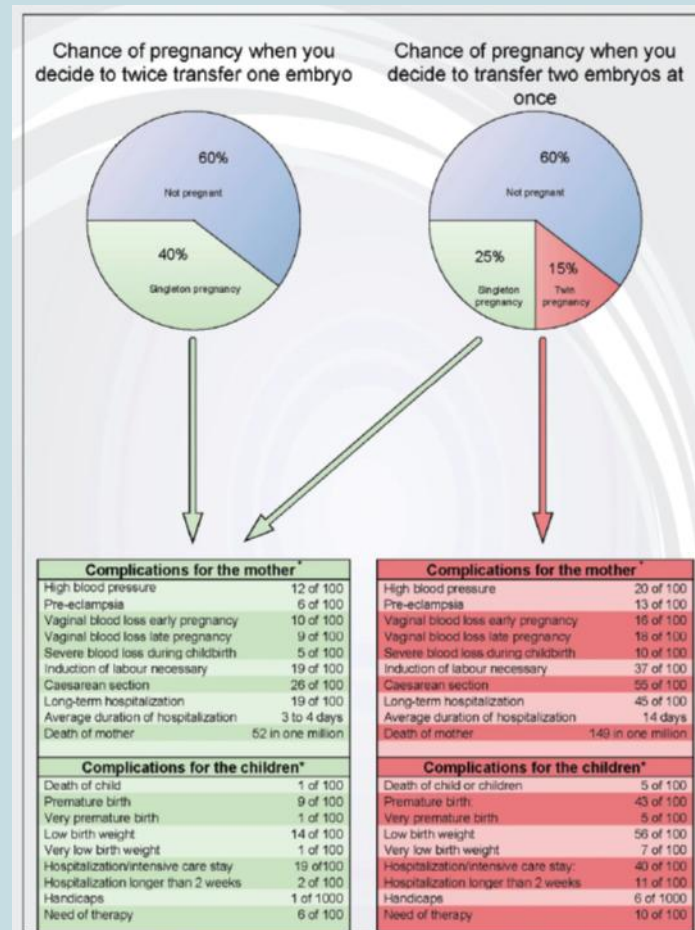 Chance of pregnancy when you
decide to twice transfer one embryo
60%
Not pregnant
40%
Singleton pregnancy
Chance of pregnancy when you
decide to transfer two embryos at
once
60%
Not pregnant
25%
Singleton
pregnancy
15%
Twin
pregnancy
Complications for the mother*
High blood pressure 12 of 100
Pre-eclampsia 6 of 100
Vaginal blood loss early pregnancy 10 of 100
Vaginal blood loss late pregnancy 9 of 100
Severe blood loss during childbirth 5 of 100
Induction of labour necessary 19 of 100
Caesarean section 26 of 100
Long-term hospitalization 19 of 100
Average duration of hospitalization 3 to 4 days
Death of mother 52 in one million
Complications for the children*
Death of child 1 of 100
Premature birth 9 of 100
Very premature birth 1 of 100
Low birth weight 14 of 100
Very low birth weight 1 of 100
Hospitalization/intensive care stay 19 of100
Hospitalization longer than 2 weeks 2 of 100
Handicaps 1 of 1000
Need of therapy 6 of 100
Complications for the mother*
High blood pressure 20 of 100
Pre-eclampsia 13 of 100
Vaginal blood loss early pregnancy 16 of 100
Vaginal blood loss late pregnancy 18 of 100
Severe blood loss during childbirth 10 of 100
Induction of labour necessary 37 of 100
Caesarean section 55 of 100
Long-term hospitalization 45 of 100
Average duration of hospitalization 14 days
Death of mother 149 in one million
Complications for the children*
Death of child or children 5 of 100
Premature birth: 43 of 100
Very premature birth 5 of 100
Low birth weight 56 of 100
Very low birth weight 7 of 100
Hospitalization/intensive care stay: 40 of 100
Hospitalization longer than 2 weeks 11 of 100
Handicaps 6 of 1000
Need of therapy 10 of 100